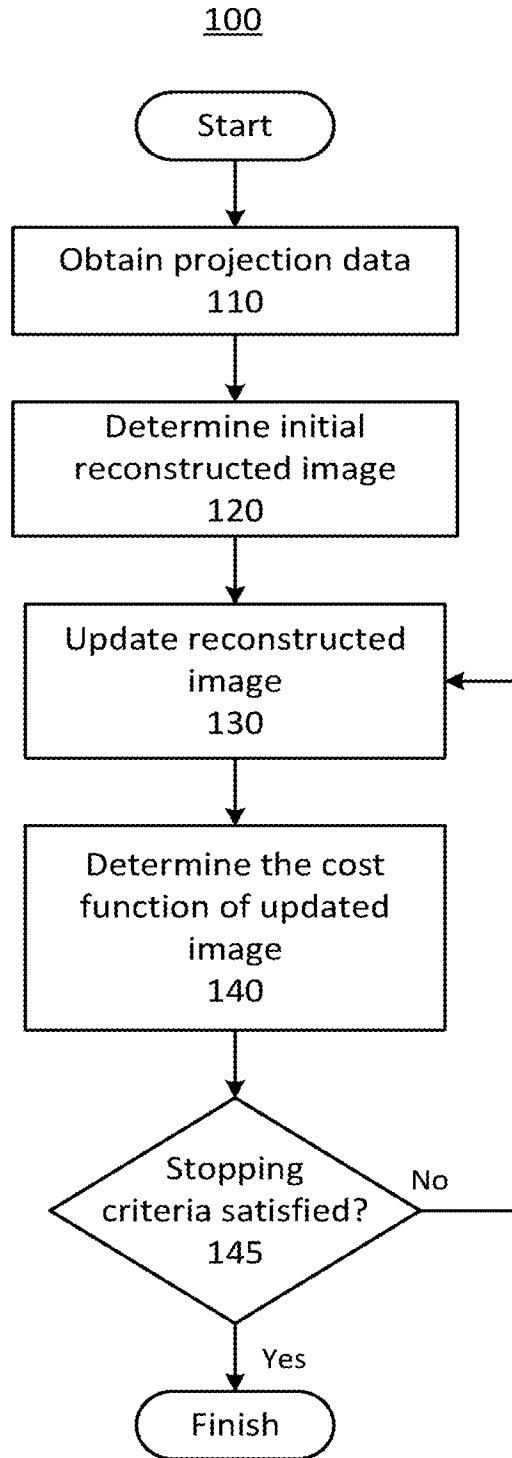 100
Start
Obtain projection data
110
Determine initial
reconstructed image
120
Update reconstructed
image
130
Determine the cost
function of updated
image
140
Stopping
criteria satisfied?
145
No
Yes
Finish